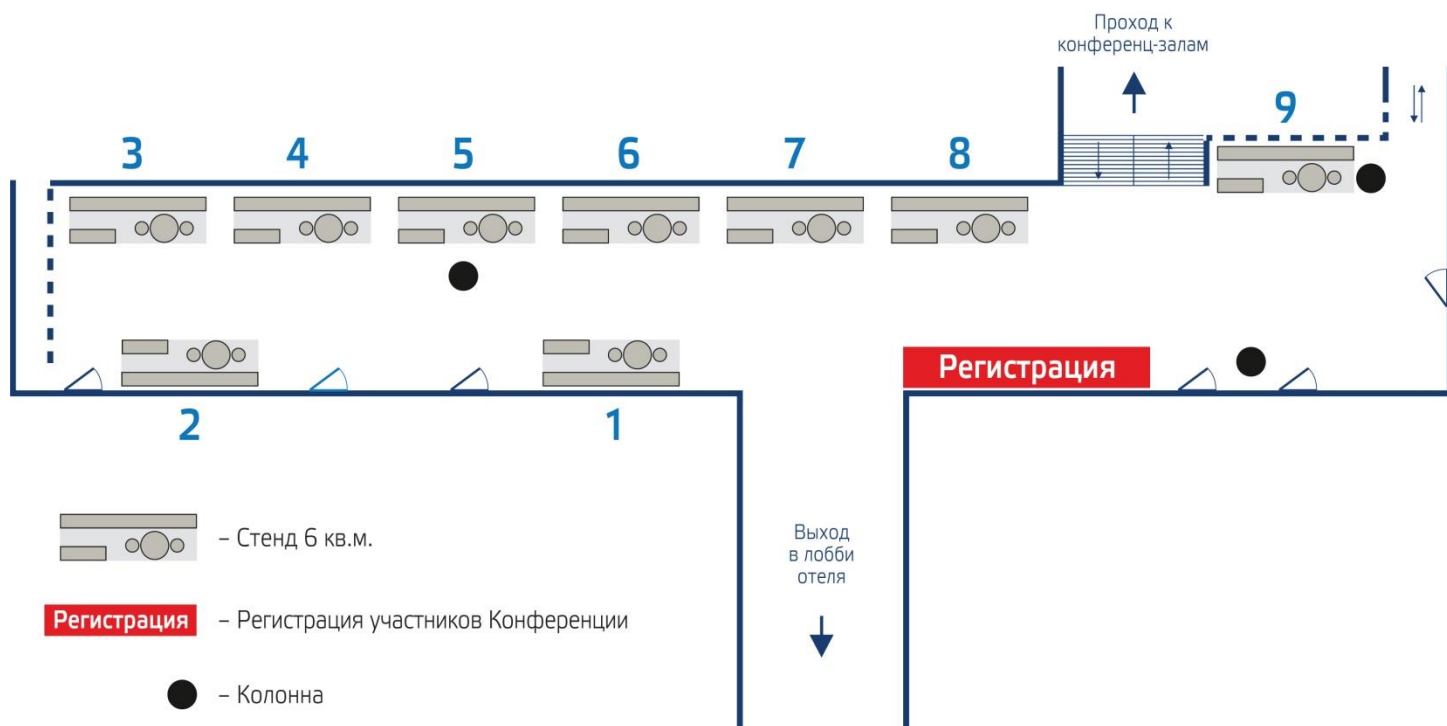 Проход к
конференц-залам
9
3 4 5 6 7 8
Регистрация
2 1
– Стенд 6 кв.м.
Выход
в лобби
отеля
Регистрация – Регистрация участников Конференции
– Колонна